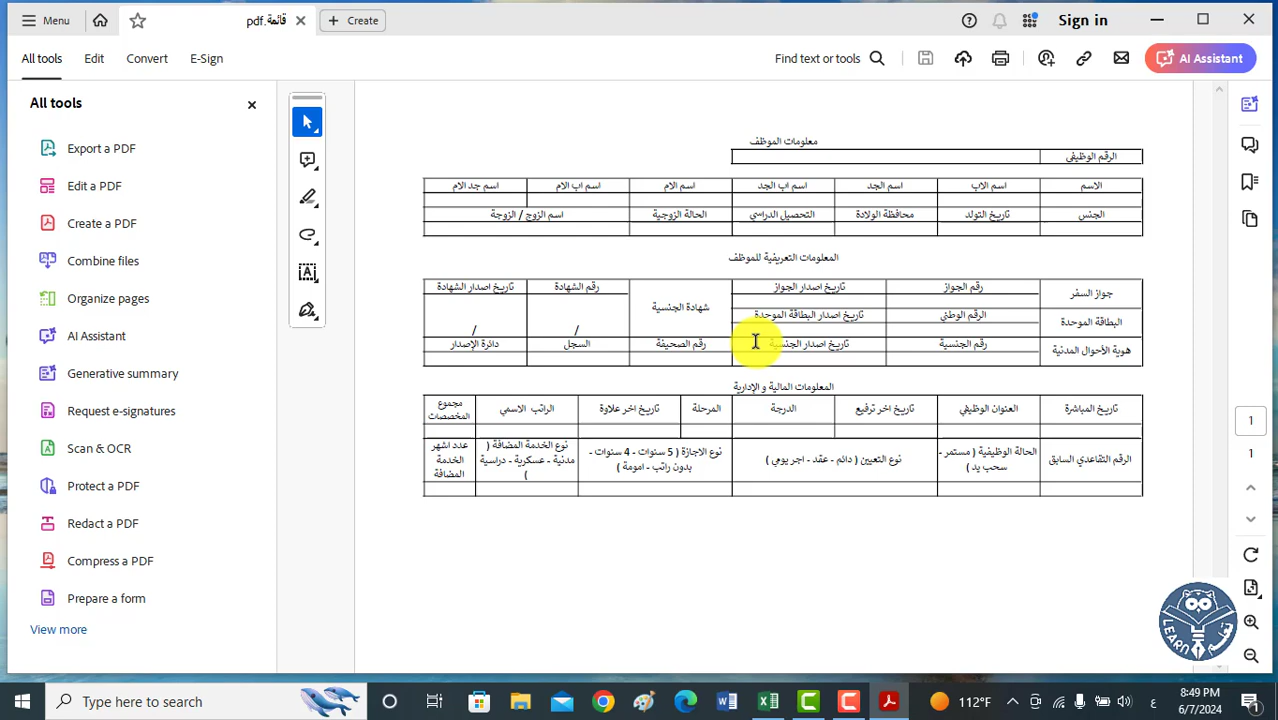 Menu
قائمة.pdf
Create
Sign in
All tools
Edit
Convert
E-Sign
Find text or tools
AI Assistant
All tools
Export a PDF
Edit a PDF
Create a PDF
Combine files
Organize pages
AI Assistant
Generative summary
Request e-signatures
Scan & OCR
Protect a PDF
Redact a PDF
Compress a PDF
Prepare a form
View more
معلومات الموظف
الرقم الوظيفي
الاسم اسم الاب اسم الجد اسم اب الجد اسم الام اسم اب الام اسم جد الام
الجنس تاريخ التولد محافظة الولادة التحصيل الدراسي الحالة الزوجية اسم الزوج / الزوجة
المعلومات التعريفية للموظف
جواز السفر رقم الجواز تاريخ اصدار الجواز شهادة الجنسية رقم الشهادة تاريخ اصدار الشهادة
البطاقة الموحدة الرقم الوطني تاريخ اصدار البطاقة الموحدة / /
هوية الأحوال المدنية رقم الجنسية تاريخ اصدار الجنسية رقم الصحيفة السجل دائرة الإصدار
المعلومات المالية و الإدارية
تاريخ المباشرة العنوان الوظيفي تاريخ اخر ترفيع الدرجة المرحلة تاريخ اخر علاوة الراتب الاسمي مجموع المخصصات
الرقم التقاعدي السابق الحالة الوظيفية ( مستمر - سحب يد ) نوع التعيين ( دائم - عقد - اجر يومي ) نوع الاجازة ( 5 سنوات - 4 سنوات - بدون راتب - امومة ) نوع الخدمة المضافة ( مدنية - عسكرية - دراسية ) عدد اشهر الخدمة المضافة
1
1
LEARN
Type here to search
112°F
ع
8:49 PM
6/7/2024
1